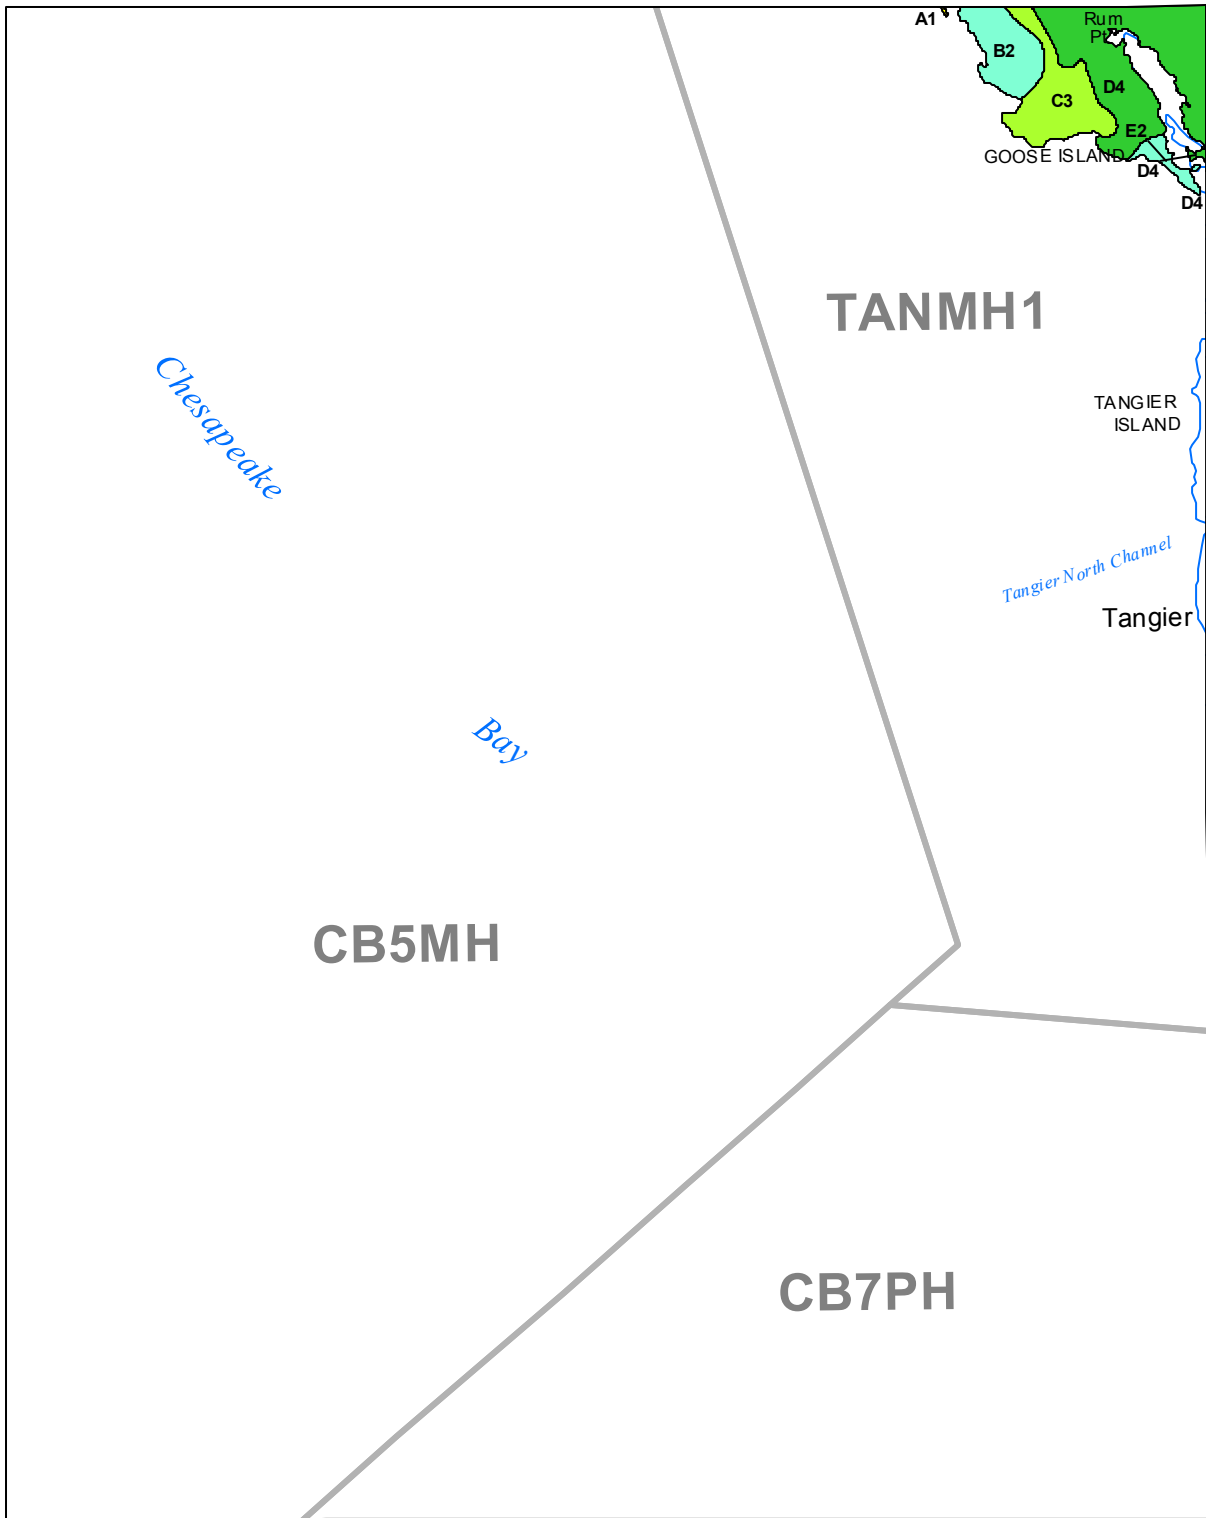 A1
Rum
Pt
B2
D4
C3
E2
GOOSE ISLAND
D4
D4
TANMH1
Chesapeake
TANGIER
ISLAND
Tangier North Channel
Tangier
Bay
CB5MH
CB7PH